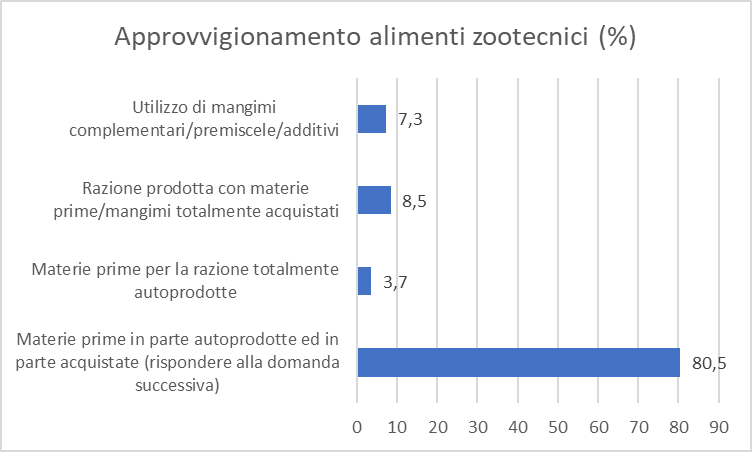 Approvvigionamento alimenti zootecnici (%)
Utilizzo di mangimi
complementari/premiscele/additivi
7,3
Razione prodotta con materie
prime/mangimi totalmente acquistati
8,5
Materie prime per la razione totalmente
autoprodotte
3,7
Materie prime in parte autoprodotte ed in
parte acquistate (rispondere alla domanda
successiva)
80,5
0 10 20 30 40 50 60 70 80 90